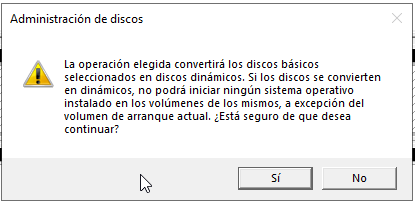 Administración de discos
La operación elegida convertirá los discos básicos
seleccionados en discos dinámicos. Si los discos se convierten
en dinámicos, no podrá iniciar ningún sistema operativo
instalado en los volúmenes de los mismos, a excepción del
volumen de arranque actual. ¿Está seguro de que desea
continuar?
Sí
No